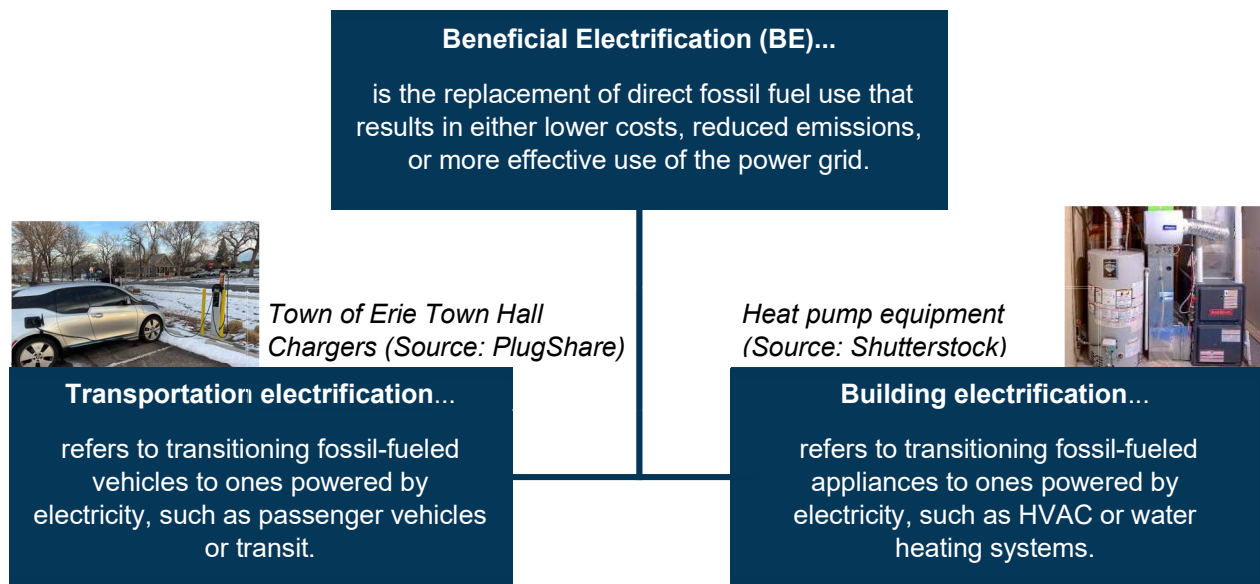 Beneficial Electrification (BE)...
is the replacement of direct fossil fuel use that
results in either lower costs, reduced emissions,
or more effective use of the power grid.
Town of Erie Town Hall
Chargers (Source: PlugShare)
Heat pump equipment
(Source: Shutterstock)
Transportation electrification...
refers to transitioning fossil-fueled
vehicles to ones powered by
electricity, such as passenger vehicles
or transit.
Building electrification...
refers to transitioning fossil-fueled
appliances to ones powered by
electricity, such as HVAC or water
heating systems.